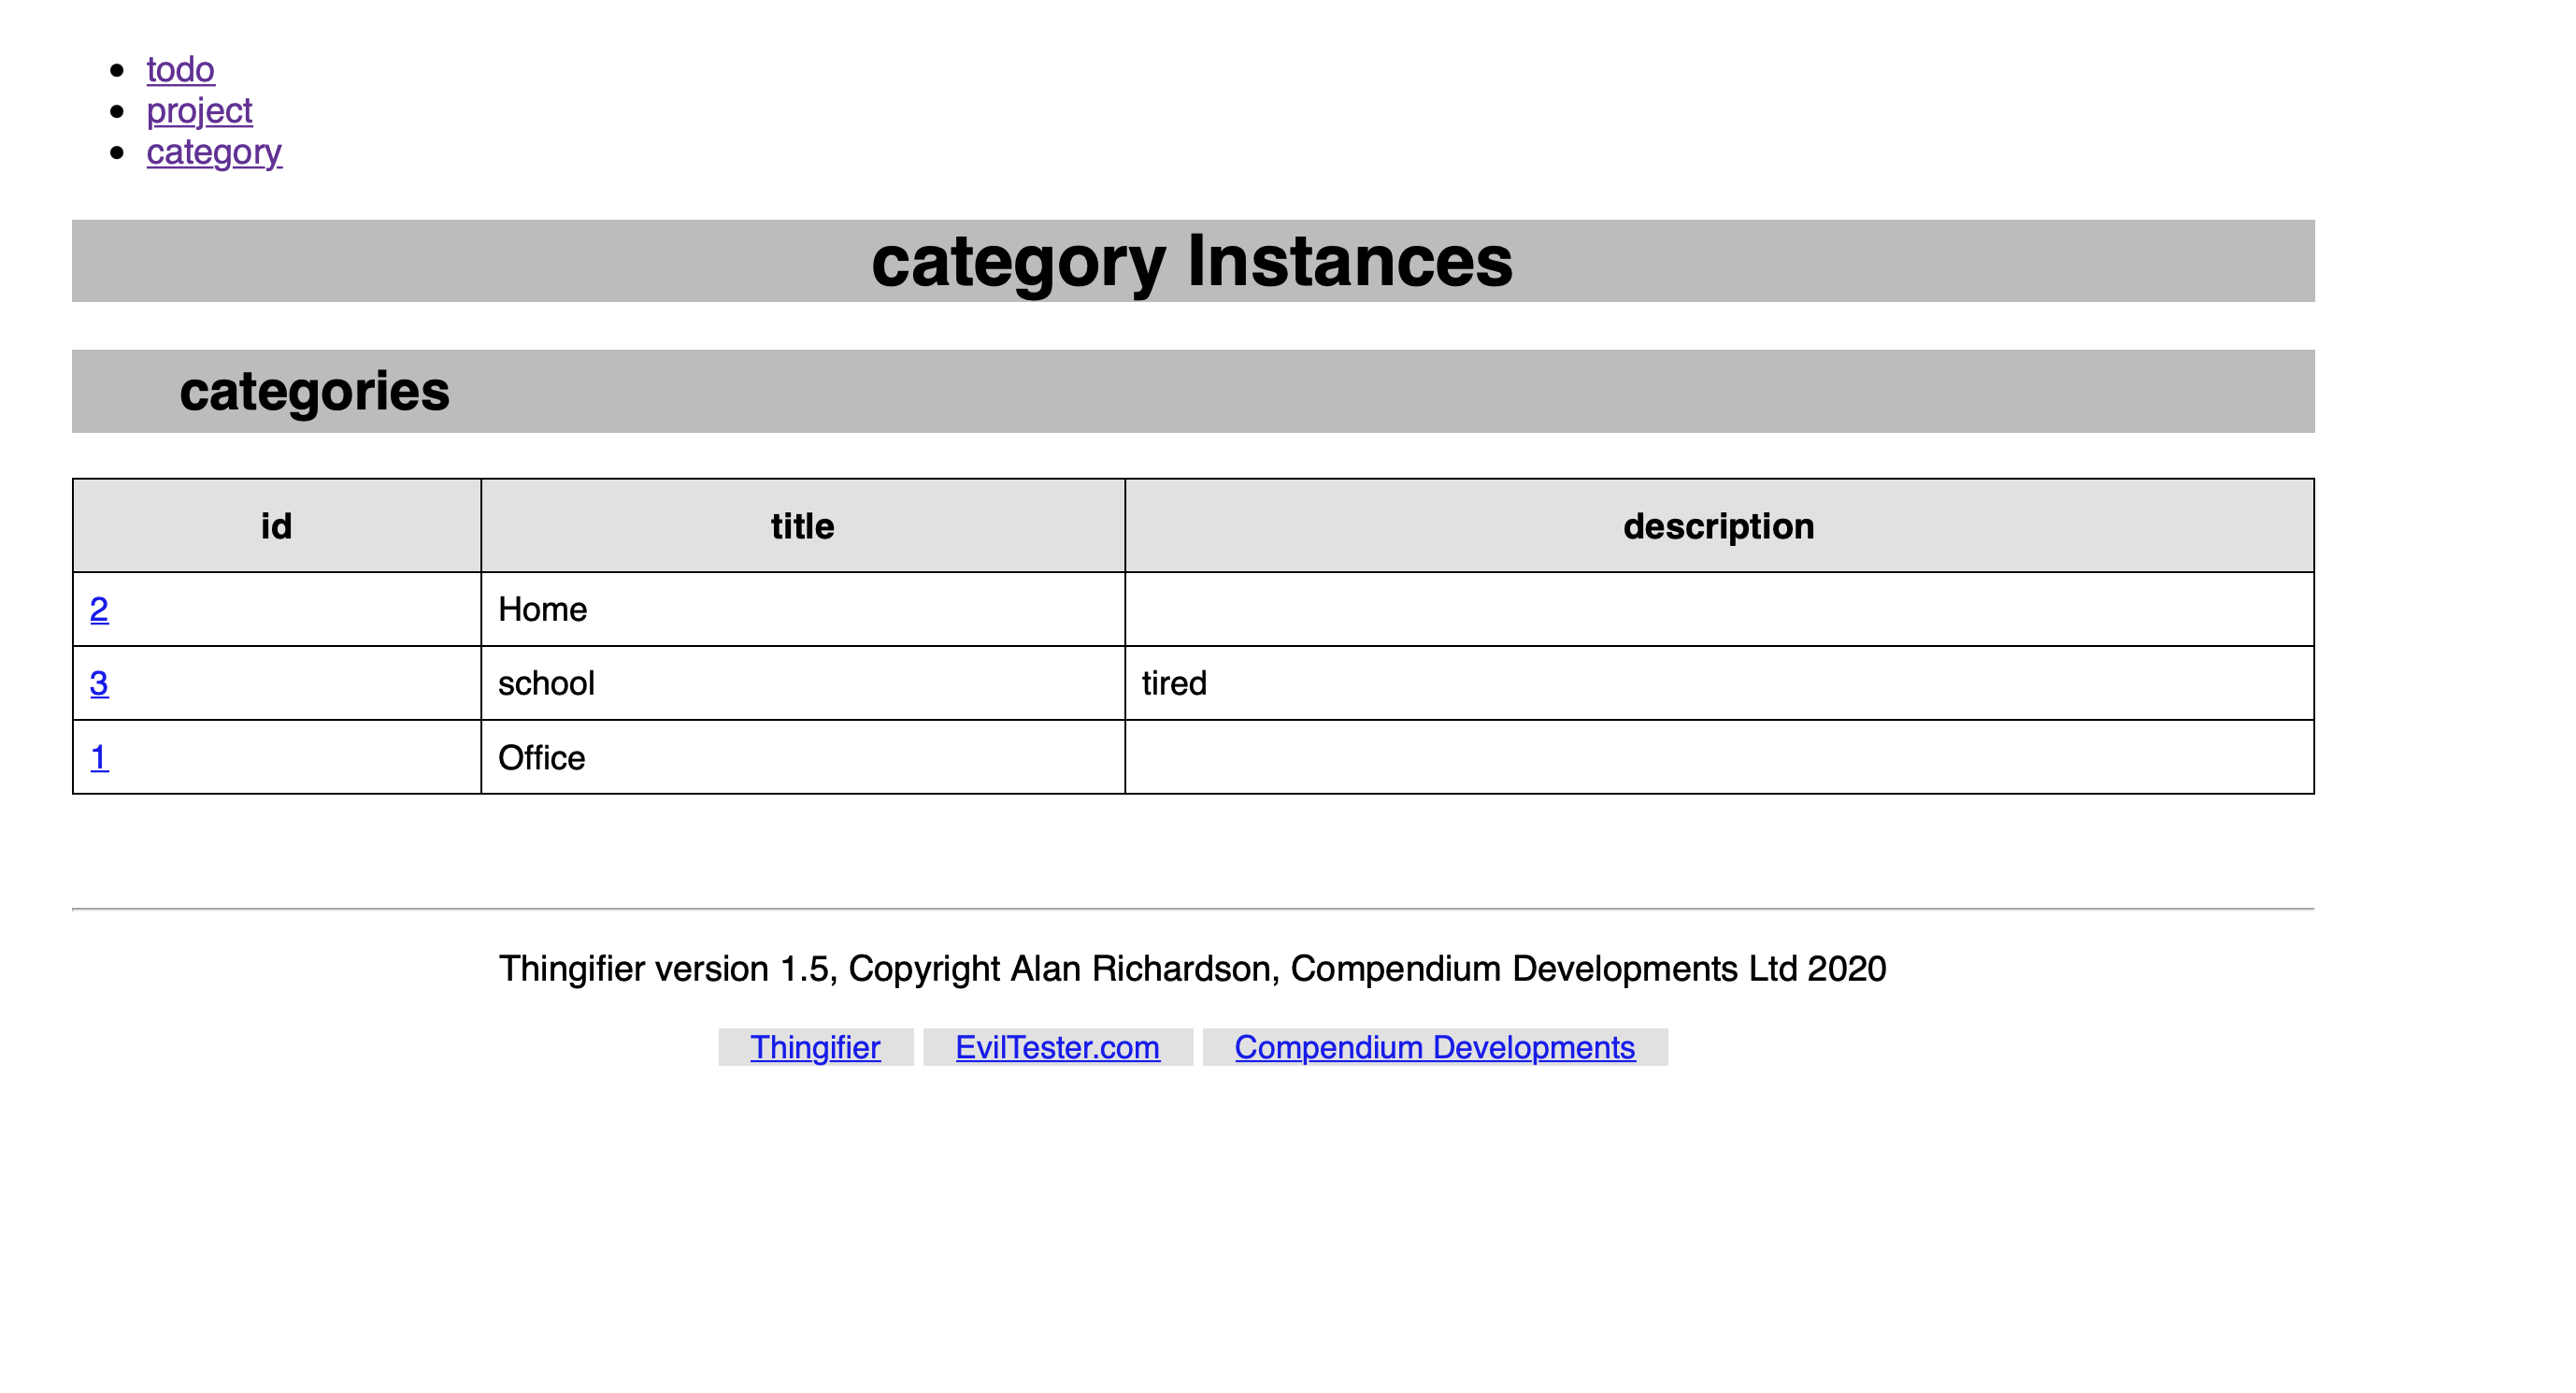 todo
project
category
category Instances
categories
id title description
2 Home
3 school tired
1 Office
Thingifier version 1.5, Copyright Alan Richardson, Compendium Developments Ltd 2020
Thingifier EvilTester.com Compendium Developments